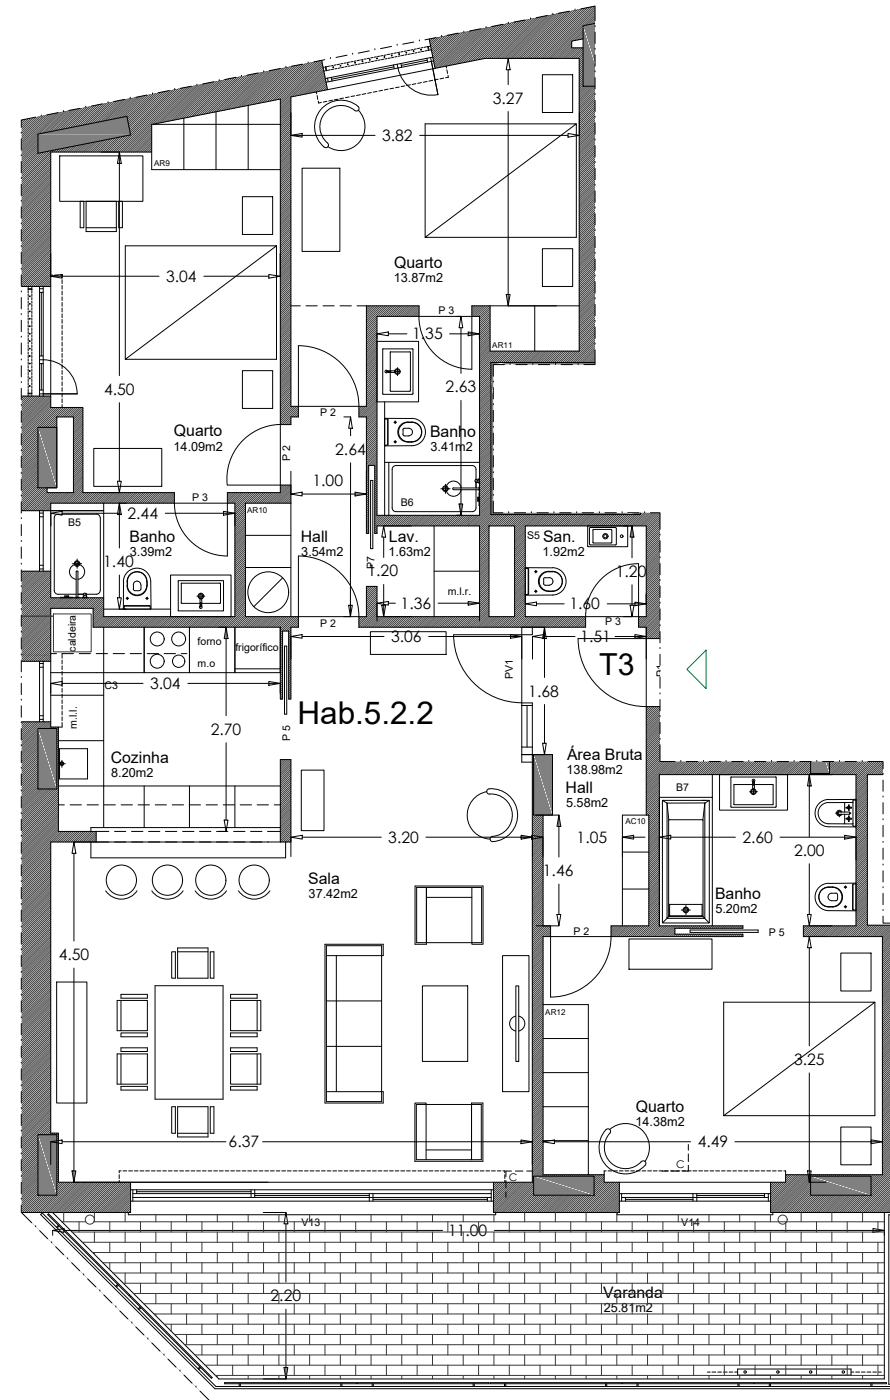 3.27
3.82
AR9
3.04
Quarto
13.87m2
P 3
1.35
AR11
4.50
2.63
Quarto
14.09m2
P 2
P 2
2.64
Banho
3.41m2
1.00
P 3
B6
2.44
AR10
B5
Banho
3.39m2
1.40
Hall
3.54m2
P7
Lav.
1.63m2
1.20
m.l.r.
1.36
S5
San.
1.92m2
1.20
1.60
P 2
P 3
caldeira
forno
m.o
frigorífico
3.06
1.51
T3
PV1
1.68
C3
3.04
m.l.l.
2.70
P 5
Hab.5.2.2
Cozinha
8.20m2
Área Bruta
138.98m2
Hall
5.58m2
B7
AC10
3.20
1.05
2.60
2.00
1.46
Sala
37.42m2
Banho
5.20m2
P 2
P 5
4.50
AR12
3.25
Quarto
14.38m2
6.37
4.49
C
C
V13
V14
11.00
2.20
Varanda
25.81m2